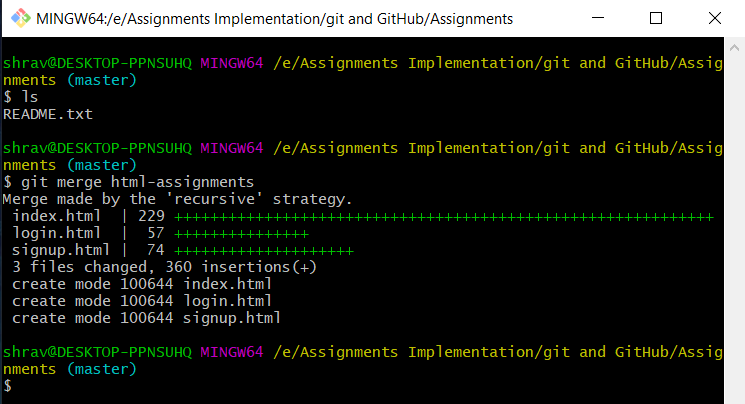 MINGW64:/e/Assignments Implementation/git and GitHub/Assignments
shrav@DESKTOP-PPNSUHQ MINGW64 /e/Assignments Implementation/git and GitHub/Assig
nments (master)
$ ls
README.txt
shrav@DESKTOP-PPNSUHQ MINGW64 /e/Assignments Implementation/git and GitHub/Assig
nments (master)
$ git merge html-assignments
Merge made by the 'recursive' strategy.
 index.html  | 229 ++++++++++++++++++++++++++++++++++++++++++++++++++++++++++++
 login.html  |  57 +++++++++++++++
 signup.html |  74 ++++++++++++++++++++
 3 files changed, 360 insertions(+)
 create mode 100644 index.html
 create mode 100644 login.html
 create mode 100644 signup.html
shrav@DESKTOP-PPNSUHQ MINGW64 /e/Assignments Implementation/git and GitHub/Assig
nments (master)
$